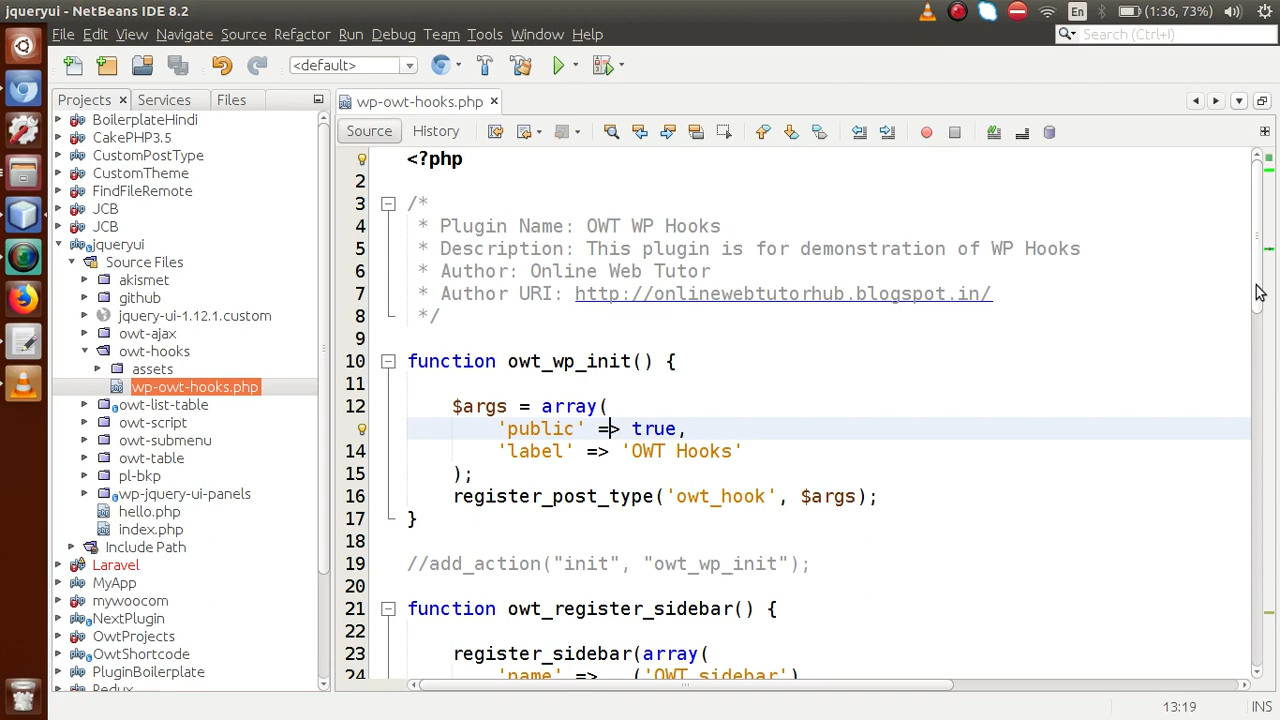 jqueryui - NetBeans IDE 8.2
En
(1:36, 73%)
File Edit View Navigate Source Refactor Run Debug Team Tools Window Help
Search (Ctrl+I)
<default>
Projects
Services
Files
wp-owt-hooks.php
Source
History
BoilerplateHindi
CakePHP3.5
CustomPostType
CustomTheme
FindFileRemote
JCB
JCB
jqueryui
Source Files
akismet
github
jquery-ui-1.12.1.custom
owt-ajax
owt-hooks
assets
wp-owt-hooks.php
owt-list-table
owt-script
owt-submenu
owt-table
pl-bkp
wp-jquery-ui-panels
hello.php
index.php
Include Path
Laravel
MyApp
mywoocom
NextPlugin
OwtProjects
OwtShortcode
PluginBoilerplate
Redux
<?php
2
3 /*
4 * Plugin Name: OWT WP Hooks
5 * Description: This plugin is for demonstration of WP Hooks
6 * Author: Online Web Tutor
7 * Author URI: http://onlinewebtutorhub.blogspot.in/
8 */
9
10 function owt_wp_init() {
11
12 $args = array(
'public' => true,
14 'label' => 'OWT Hooks'
15 );
16 register_post_type('owt_hook', $args);
17 }
18
19 //add_action("init", "owt_wp_init");
20
21 function owt_register_sidebar() {
22
23 register_sidebar(array(
24 'name' => __('OWT sidebar')
13:19
INS